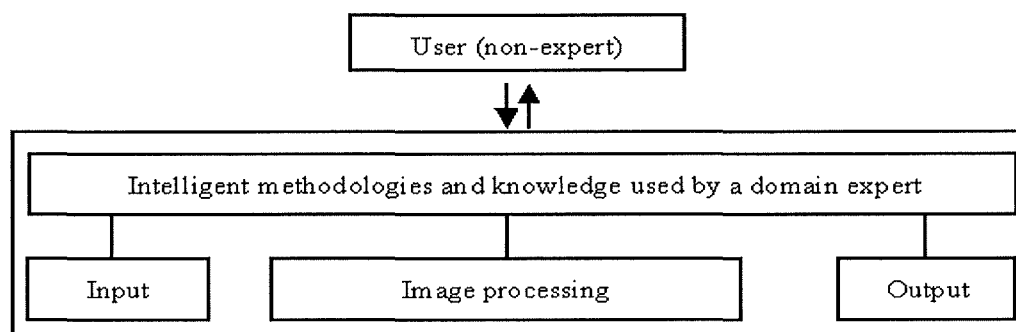 User (non-expert)
Intelligent methodologies and knowledge used by a domain expert
Input
Image processing
Output